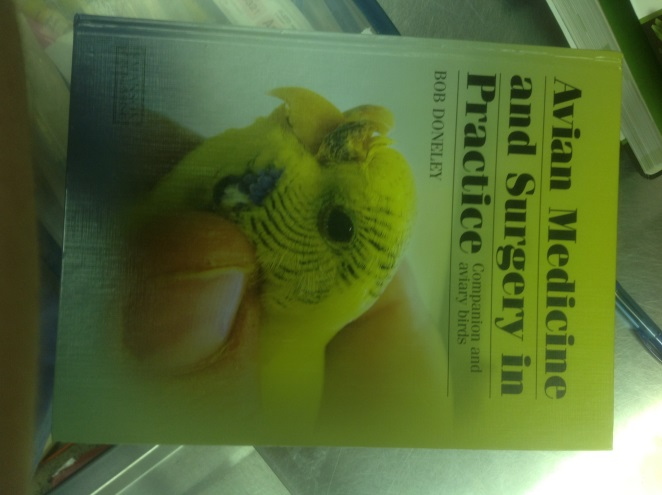 Avian Medicine
and Surgery in
Practice Companion and
aviary birds
BOB DONELEY